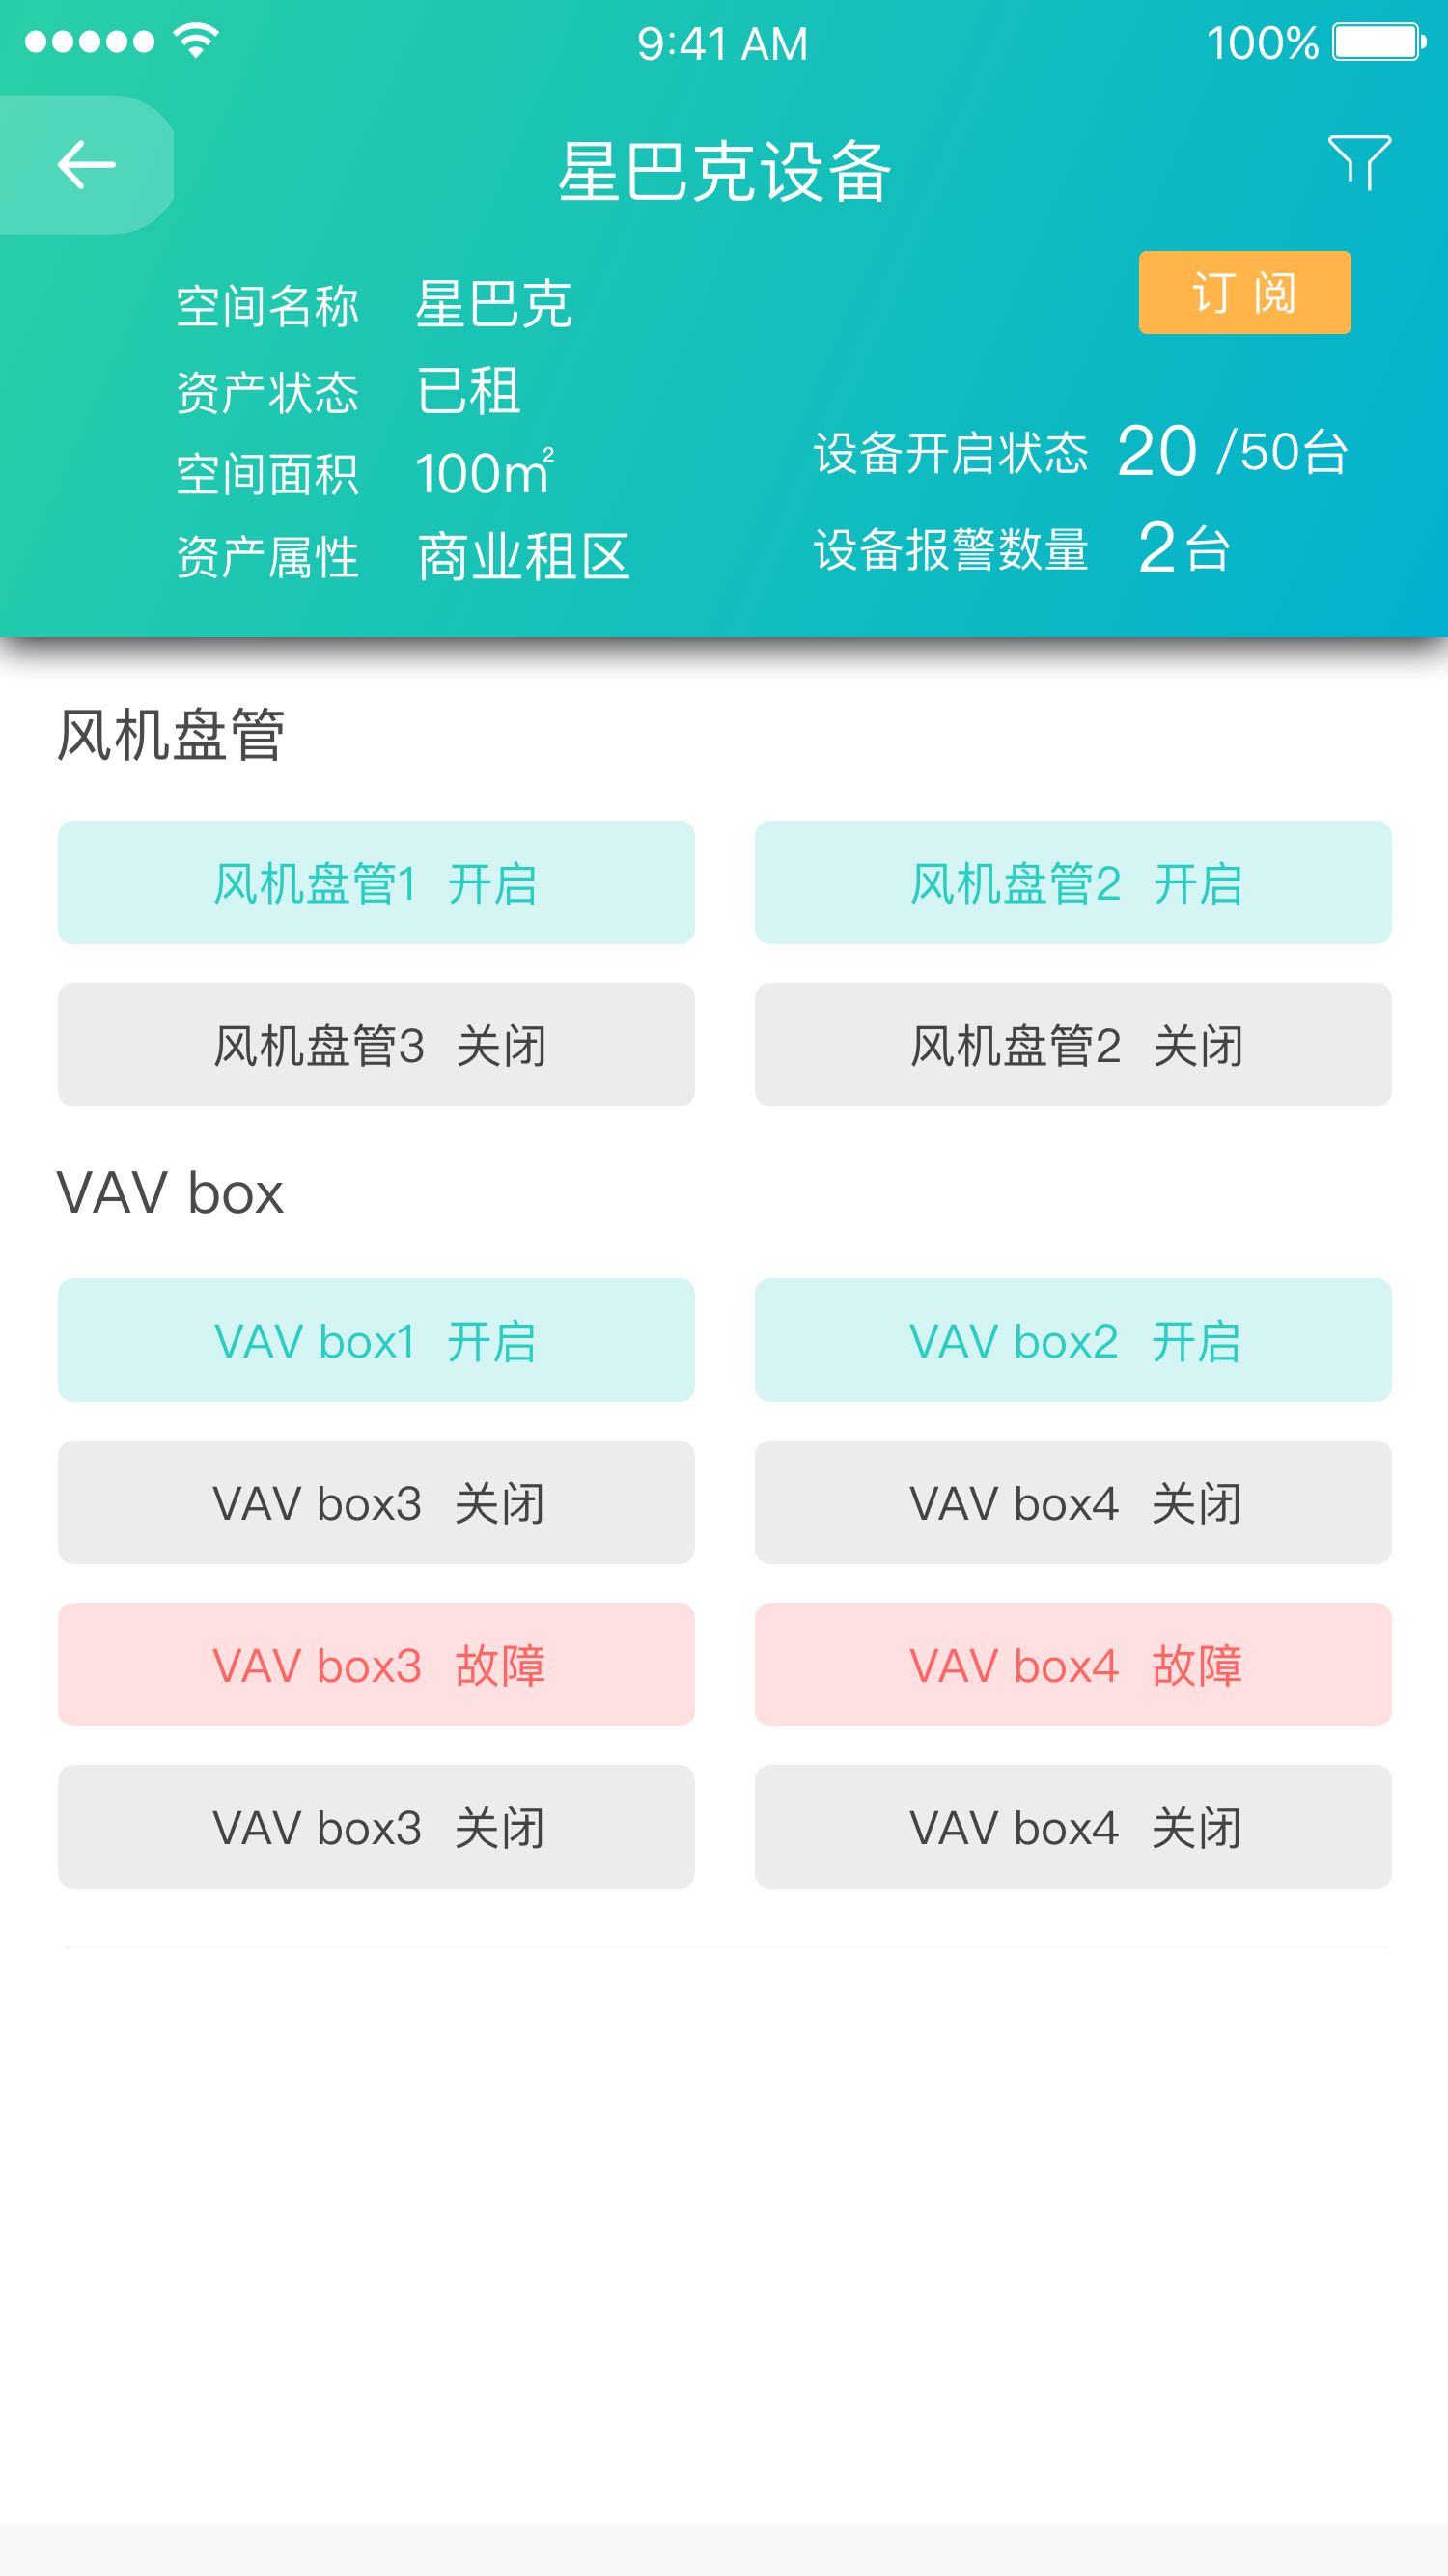 9:41 AM 100%
星巴克设备
订 阅
空间名称 星巴克
资产状态 已租
设备开启状态 20 /50台
空间面积 100㎡
设备报警数量 2台
资产属性 商业租区
风机盘管
风机盘管1 开启 风机盘管2 开启
风机盘管3 关闭 风机盘管2 关闭
VAV box
VAV box1 开启 VAV box2 开启
VAV box3 关闭 VAV box4 关闭
VAV box3 故障 VAV box4 故障
VAV box3 关闭 VAV box4 关闭